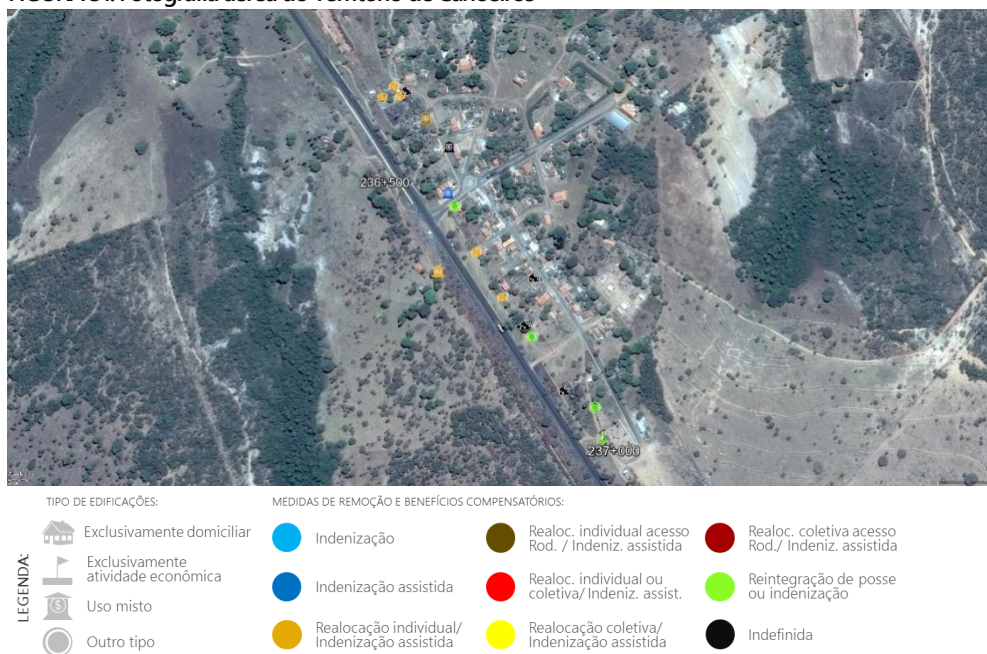 236+500
237+000
TIPO DE EDIFICAÇÕES:
Exclusivamente domiciliar
Exclusivamente
atividade econômica
Uso misto
Outro tipo
LEGENDA:
MEDIDAS DE REMOÇÃO E BENEFÍCIOS COMPENSATÓRIOS:
Indenização
Indenização assistida
Realocação individual/
Indenização assistida
Realoc. individual acesso
Rod. / Indeniz. assistida
Realoc. individual ou
coletiva/ Indeniz. assist.
Realocação coletiva/
Indenização assistida
Realoc. coletiva acesso
Rod./ Indeniz. assistida
Reintegração de posse
ou indenização
Indefinida